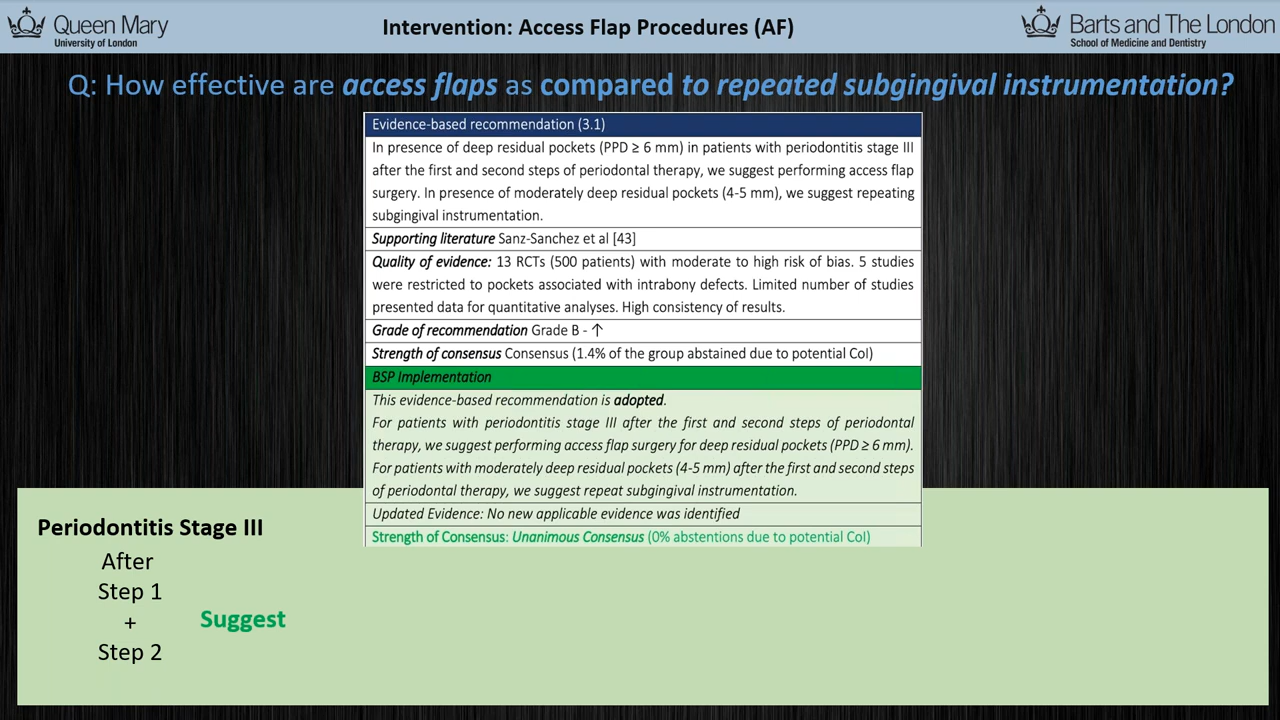 Queen Mary
University of London
Intervention: Access Flap Procedures (AF)
Barts and The London
School of Medicine and Dentistry
Q: How effective are access flaps as compared to repeated subgingival instrumentation?
Evidence-based recommendation (3.1)
In presence of deep residual pockets (PPD ≥ 6 mm) in patients with periodontitis stage III
after the first and second steps of periodontal therapy, we suggest performing access flap
surgery. In presence of moderately deep residual pockets (4-5 mm), we suggest repeating
subgingival instrumentation.
Supporting literature Sanz-Sanchez et al [43]
Quality of evidence: 13 RCTs (500 patients) with moderate to high risk of bias. 5 studies
were restricted to pockets associated with intrabony defects. Limited number of studies
presented data for quantitative analyses. High consistency of results.
Grade of recommendation Grade B - ↑
Strength of consensus Consensus (1.4% of the group abstained due to potential CoI)
BSP Implementation
This evidence-based recommendation is adopted.
For patients with periodontitis stage III after the first and second steps of periodontal
therapy, we suggest performing access flap surgery for deep residual pockets (PPD ≥ 6 mm).
For patients with moderately deep residual pockets (4-5 mm) after the first and second steps
of periodontal therapy, we suggest repeat subgingival instrumentation.
Updated Evidence: No new applicable evidence was identified
Strength of Consensus: Unanimous Consensus (0% abstentions due to potential CoI)
Periodontitis Stage III
After
Step 1
+
Step 2
Suggest